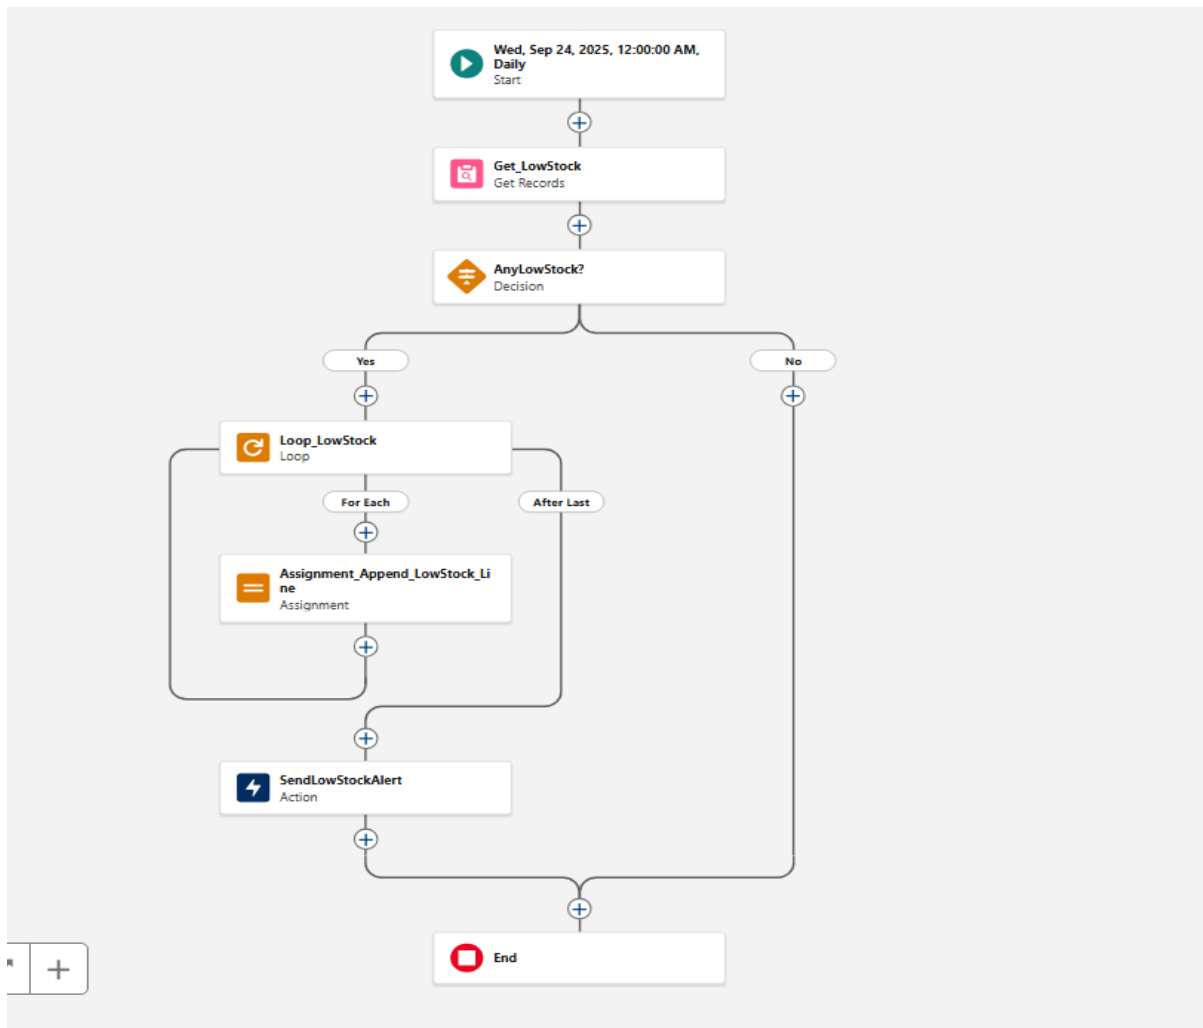 Wed, Sep 24, 2025, 12:00:00 AM,
Daily
Start
Get_LowStock
Get Records
AnyLowStock?
Decision
Yes
No
Loop_LowStock
Loop
For Each
After Last
Assignment_Append_LowStock_Li
ne
Assignment
SendLowStockAlert
Action
End